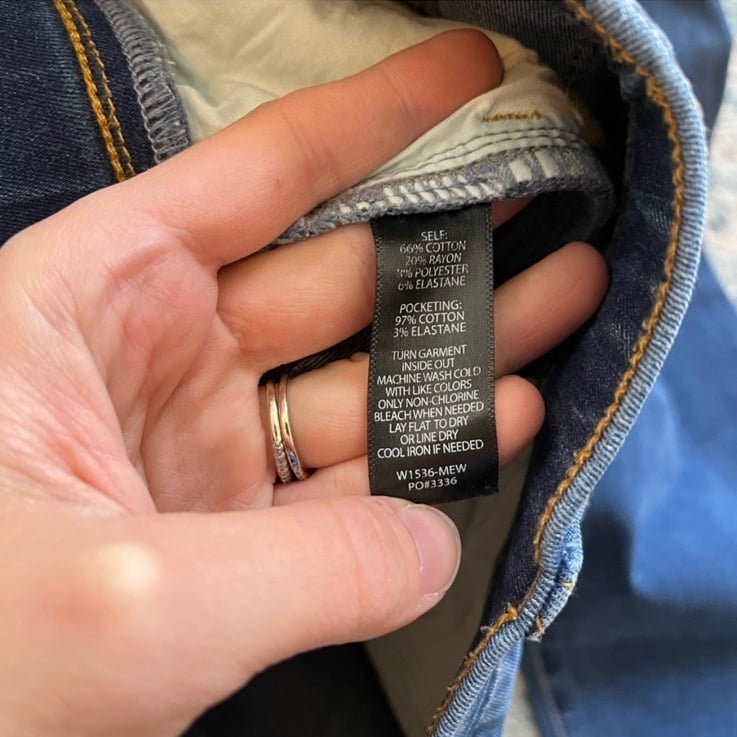 SELF:
66% COTTON
20% RAYON
POLYESTER
6% ELASTANE
POCKETING:
97% COTTON
3% ELASTANE
TURN GARMENT
INSIDE OUT
MACHINE WASH COLD
WITH LIKE COLORS
ONLY NON-CHLORINE
BLEACH WHEN NEEDED
LAY FLAT TO DRY
OR LINE DRY
COOL IRON IF NEEDED
W1536-MEW
PO#3336